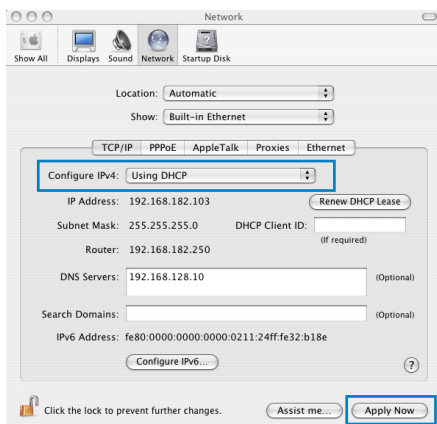 Network
Show All Displays Sound Network Startup Disk
Location: Automatic
Show: Built-in Ethernet
TCP/IP PPPoE AppleTalk Proxies Ethernet
Configure IPv4: Using DHCP
IP Address: 192.168.182.103 Renew DHCP Lease
Subnet Mask: 255.255.255.0 DHCP Client ID:
(If required)
Router: 192.168.182.250
DNS Servers: 192.168.128.10 (Optional)
Search Domains: (Optional)
IPv6 Address: fe80:0000:0000:0000:0211:24ff:fe32:b18e
Configure IPv6... ?
Click the lock to prevent further changes. Assist me... Apply Now